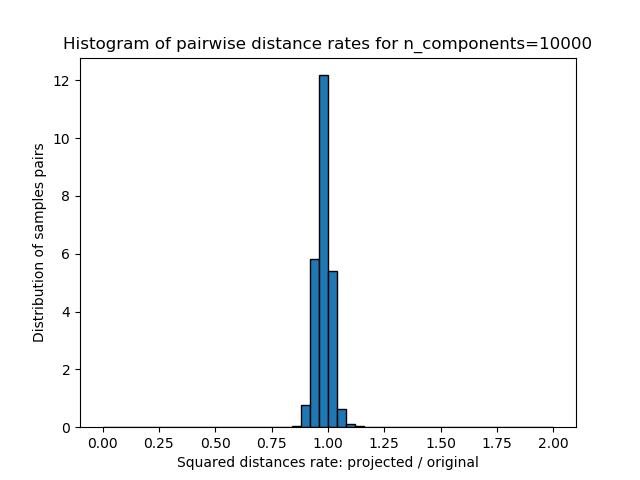 Histogram of pairwise distance rates for n_components=10000
Distribution of samples pairs
12
10
8
6
4
2
0
0.00 0.25 0.50 0.75 1.00 1.25 1.50 1.75 2.00
Squared distances rate: projected / original